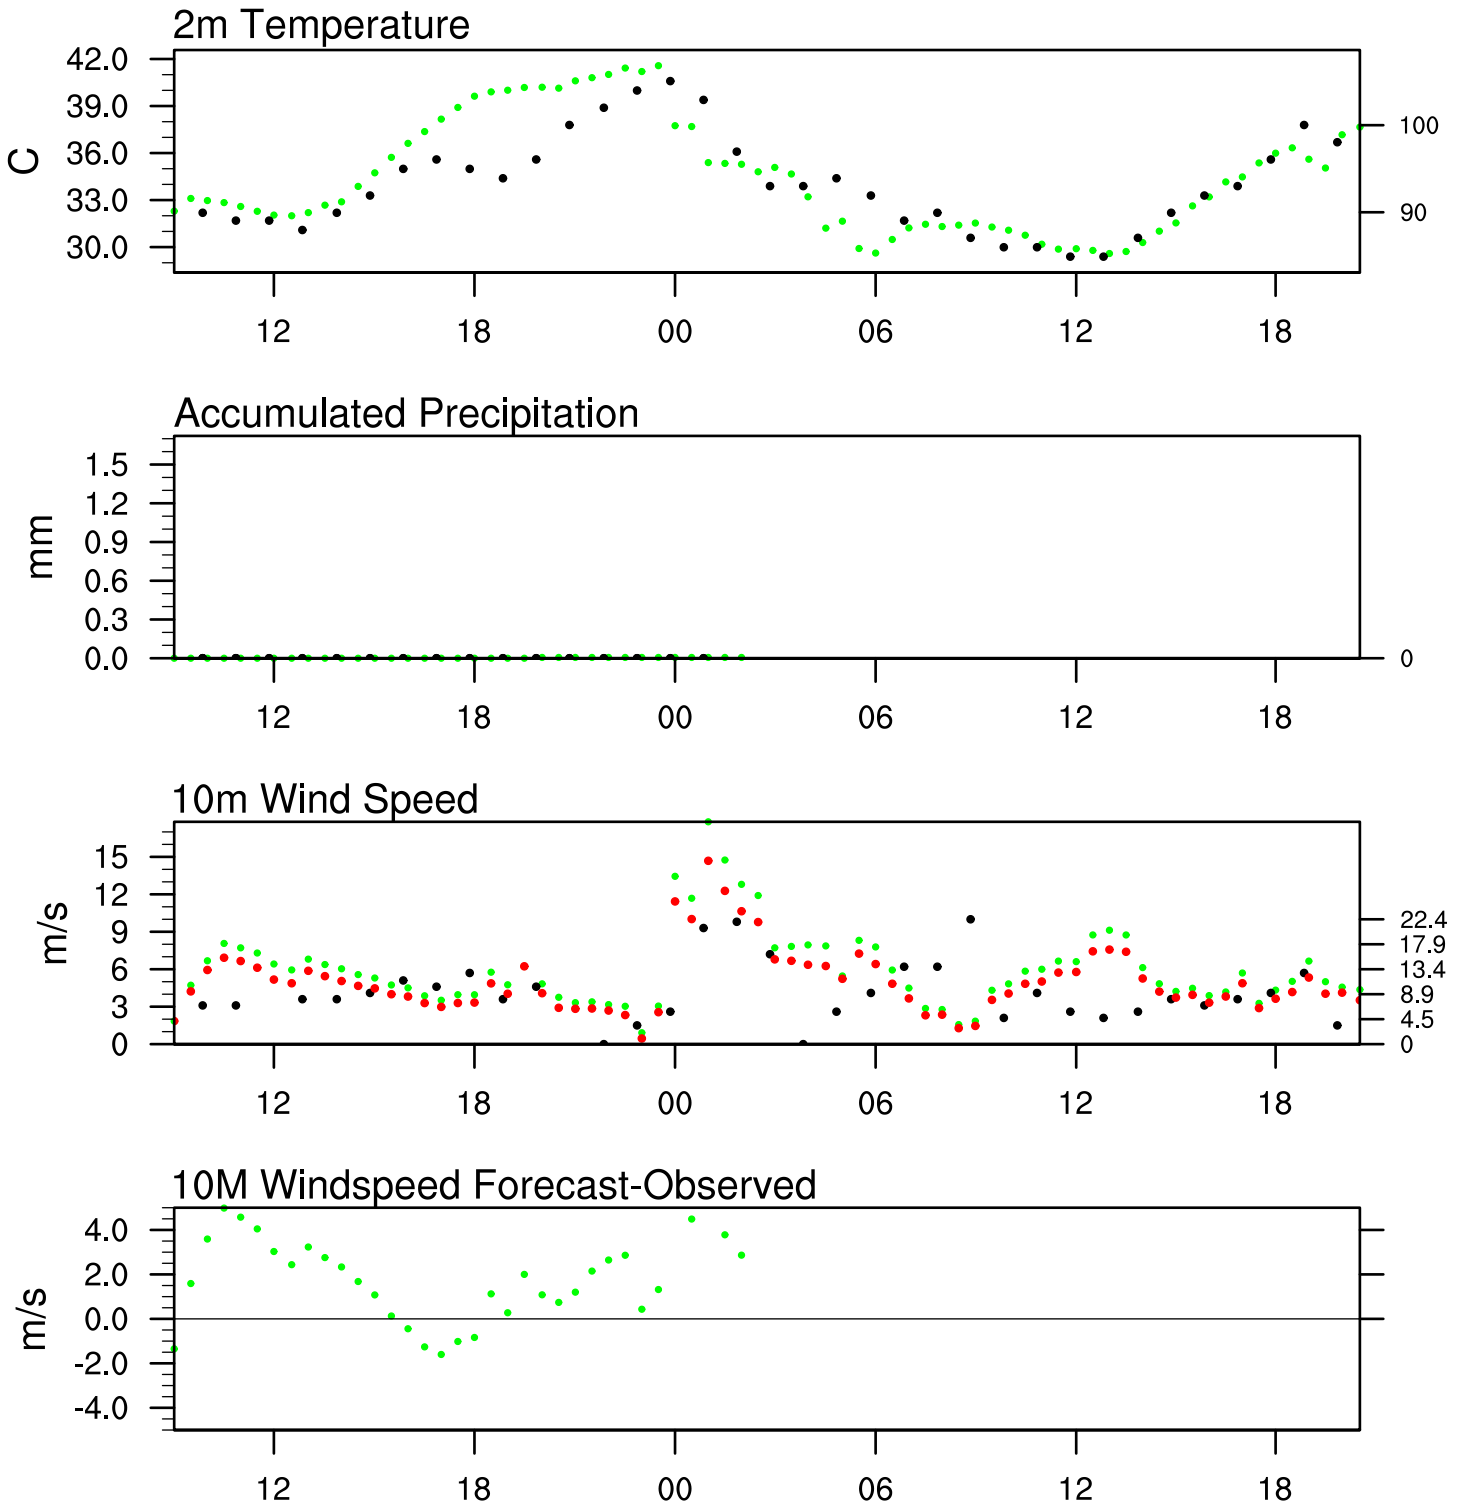 2m Temperature
42.0
39.0
36.0
33.0
30.0
C
100
90
12 18 00 06 12 18
Accumulated Precipitation
1.5
1.2
0.9
0.6
0.3
0.0
mm
0
12 18 00 06 12 18
10m Wind Speed
15
12
9
6
3
0
m/s
22.4
17.9
13.4
8.9
4.5
0
12 18 00 06 12 18
10M Windspeed Forecast-Observed
4.0
2.0
0.0
-2.0
-4.0
m/s
12 18 00 06 12 18